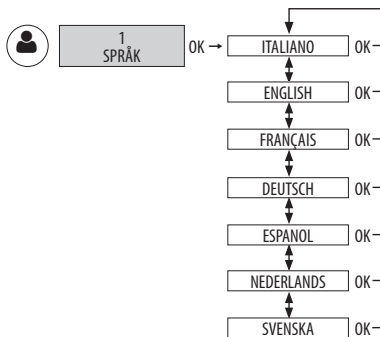 1
SPRÅK
OK
ITALIANO OK
ENGLISH OK
FRANÇAIS OK
DEUTSCH OK
ESPANOL OK
NEDERLANDS OK
SVENSKA OK